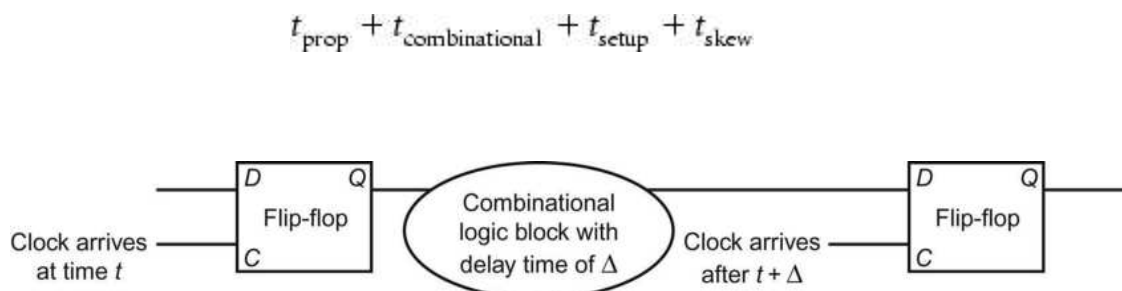 t_prop + t_combinational + t_setup + t_skew
D Q
Flip-flop
C
Clock arrives
at time t
Combinational
logic block with
delay time of Δ
Clock arrives
after t + Δ
D Q
Flip-flop
C